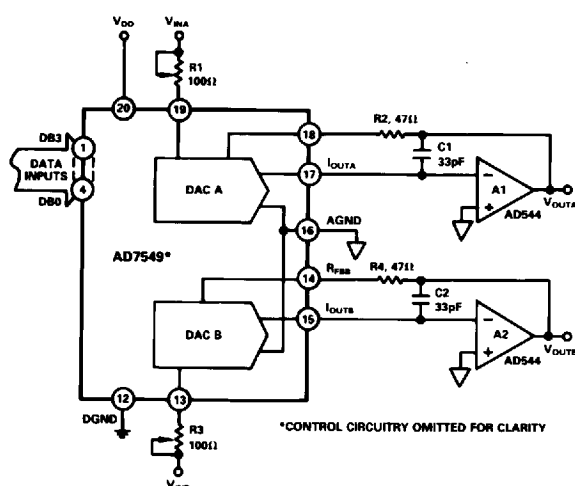 VDD
VINA
R1
100Ω
20
19
DB3
1
DATA
INPUTS
4
DB0
DAC A
18
R2, 47Ω
C1
33pF
17
IOUTA
A1
AD544
VOUTA
16
AGND
AD7549*
14
RFBB
R4, 47Ω
C2
33pF
15
IOUTB
A2
AD544
VOUTB
DAC B
12
DGND
13
R3
100Ω
*CONTROL CIRCUITRY OMITTED FOR CLARITY